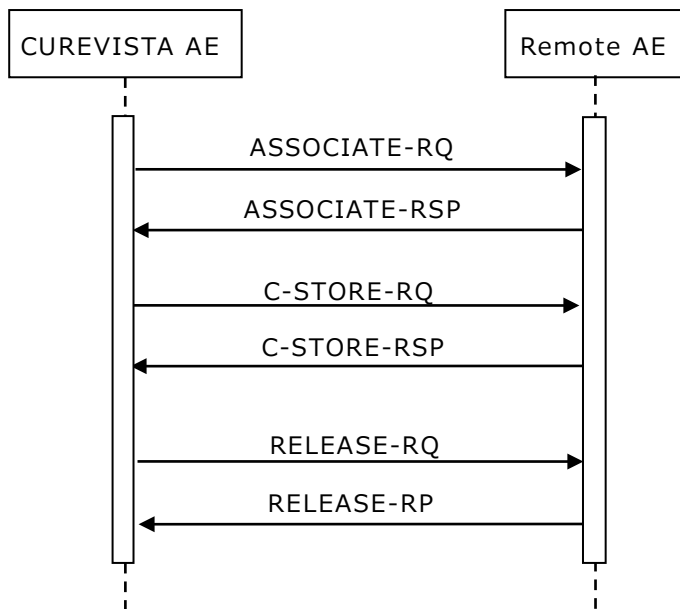 CUREVISTA AE
Remote AE
ASSOCIATE-RQ
ASSOCIATE-RSP
C-STORE-RQ
C-STORE-RSP
RELEASE-RQ
RELEASE-RP